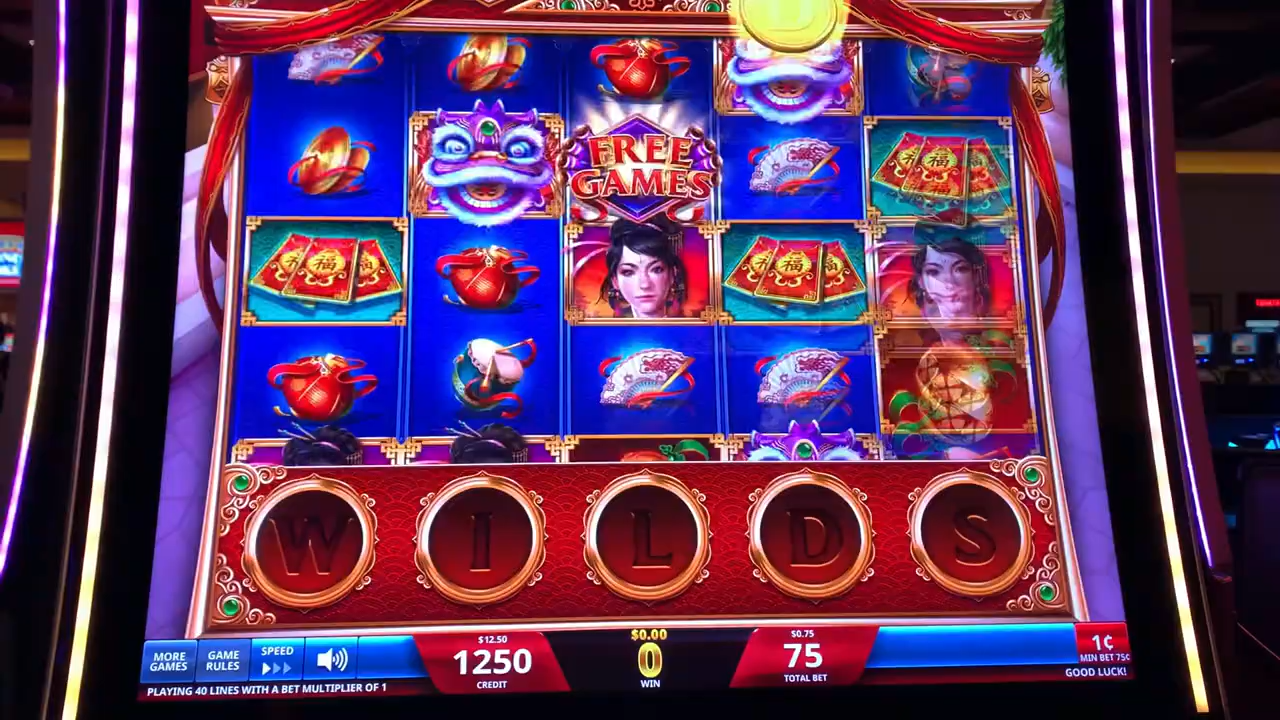 FREE
GAMES
福
福
福
W I L D S
MORE
GAMES
GAME
RULES
SPEED
$12.50
1250
CREDIT
$0.00
0
WIN
$0.75
75
TOTAL BET
1¢
MIN BET 75¢
GOOD LUCK!
PLAYING 40 LINES WITH A BET MULTIPLIER OF 1